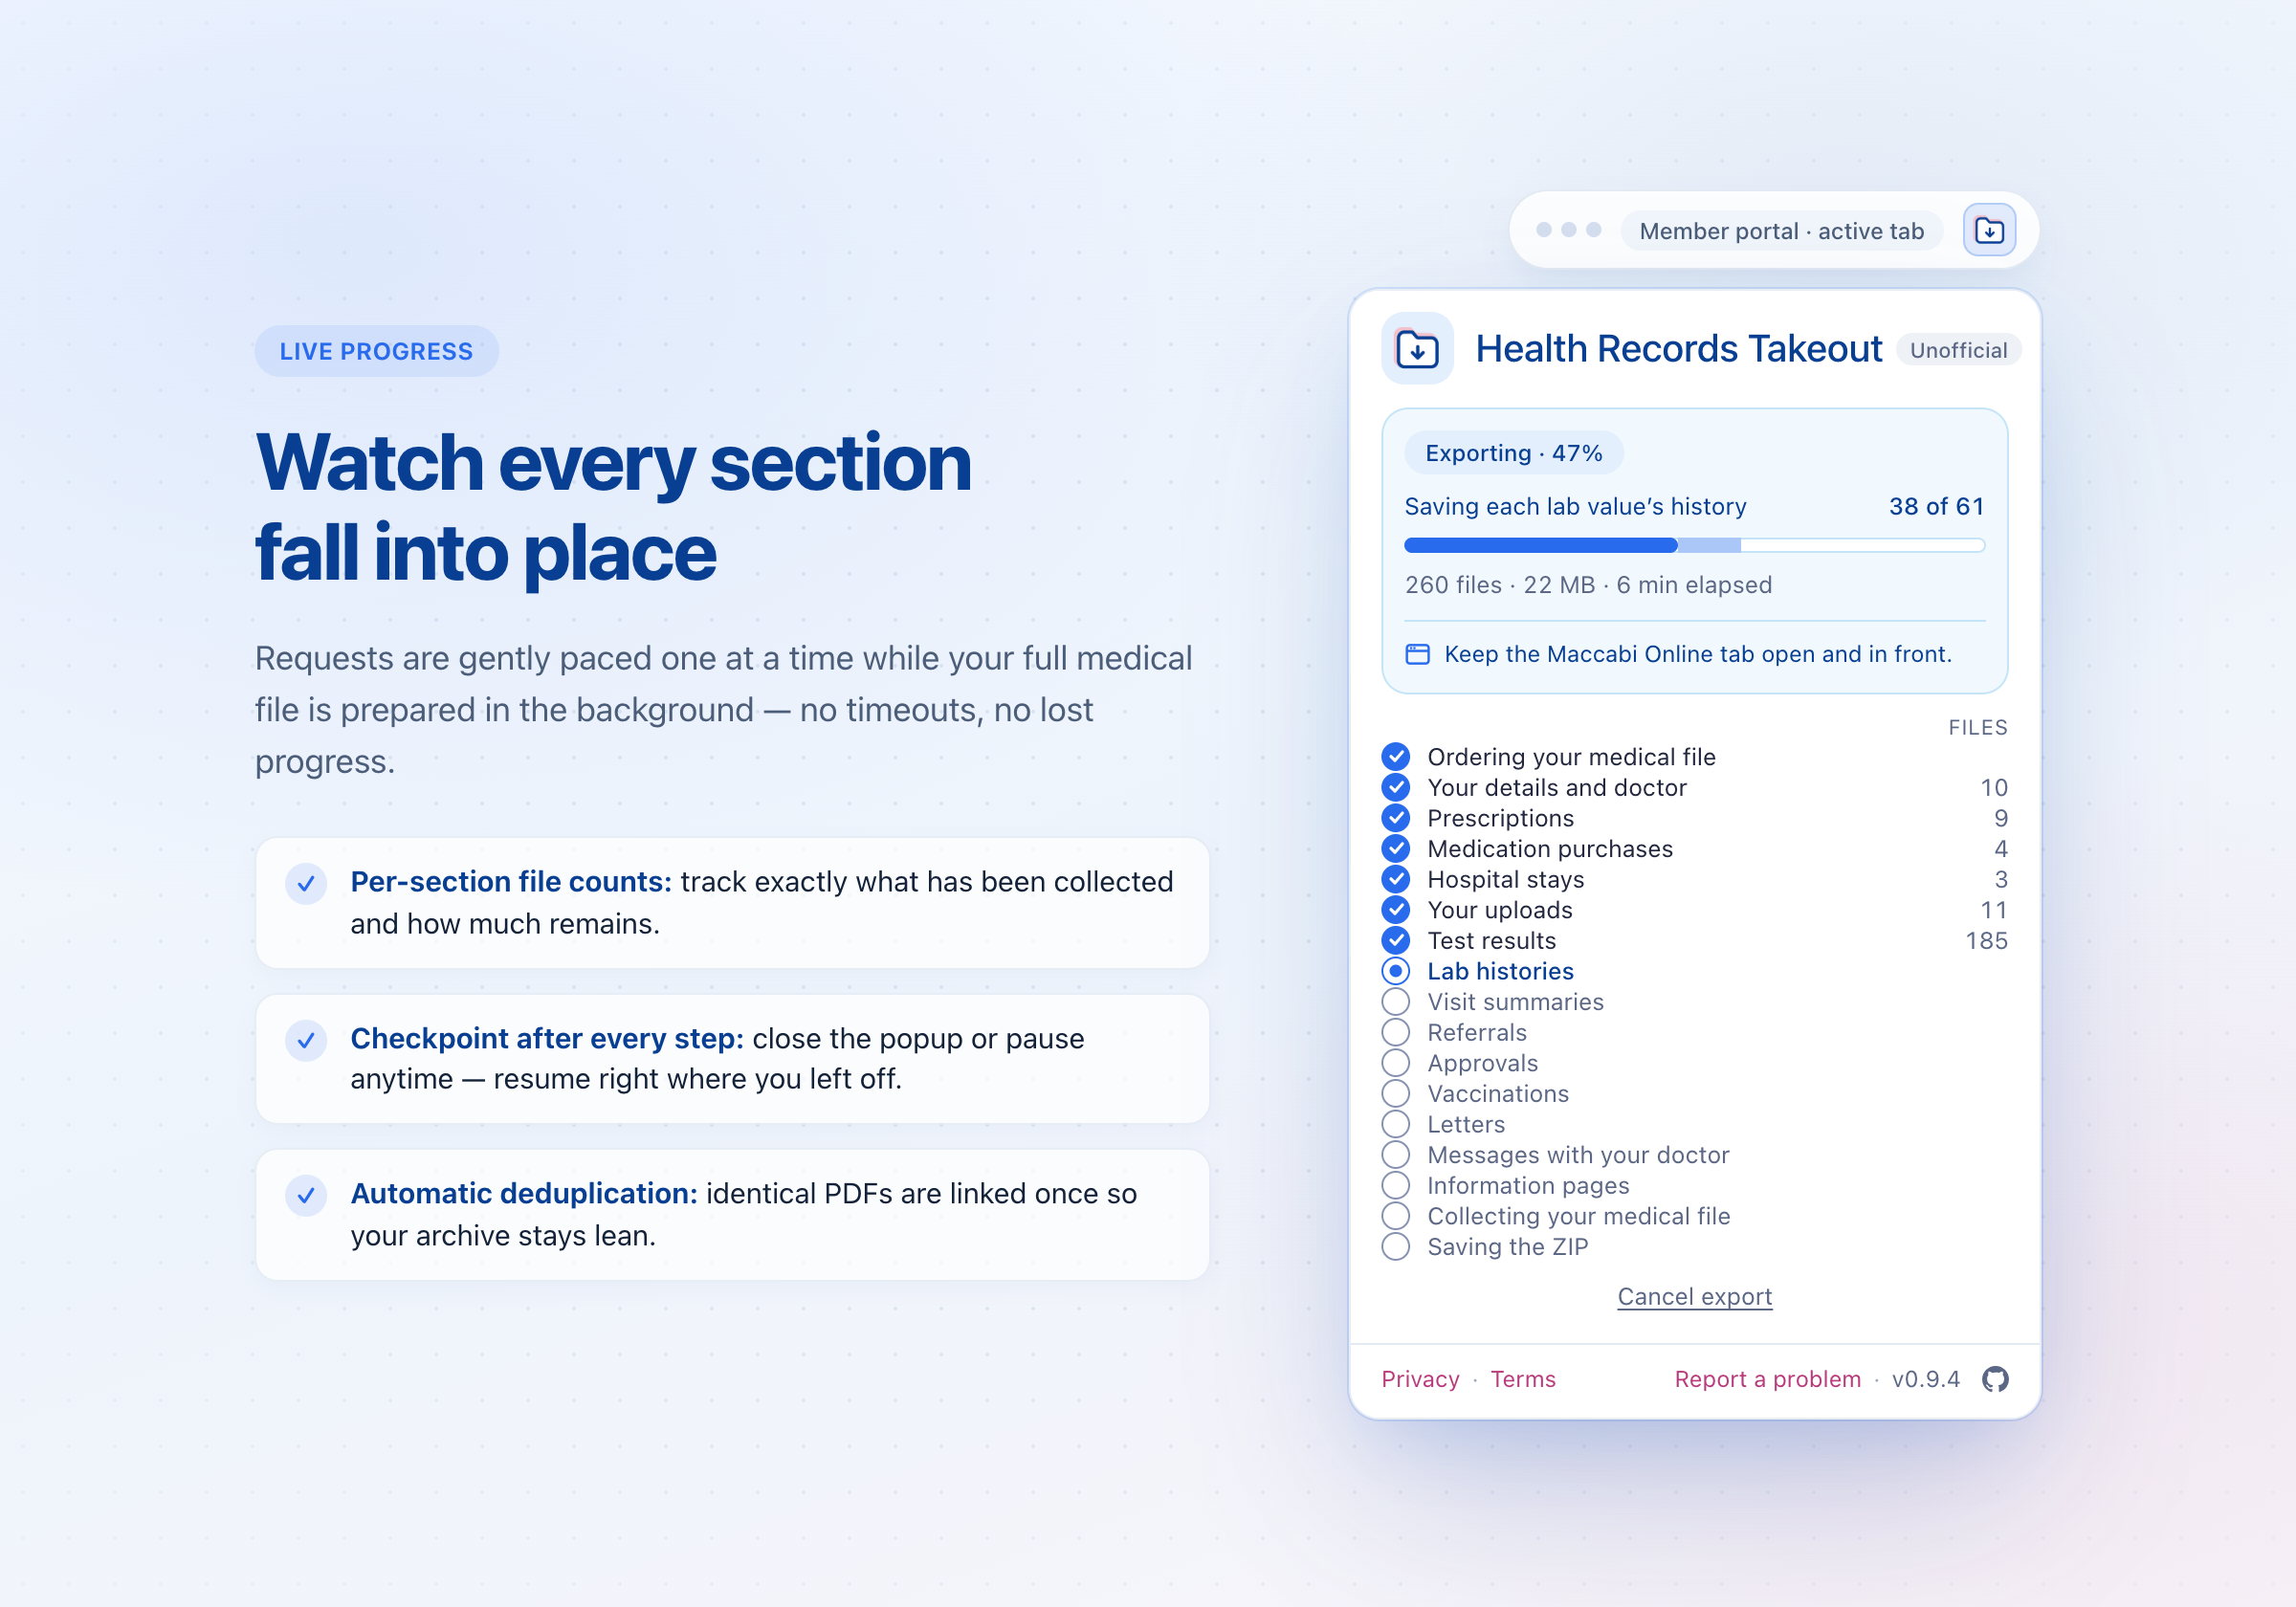 LIVE PROGRESS
Watch every section
fall into place
Requests are gently paced one at a time while your full medical
file is prepared in the background — no timeouts, no lost
progress.
Per-section file counts: track exactly what has been collected
and how much remains.
Checkpoint after every step: close the popup or pause
anytime — resume right where you left off.
Automatic deduplication: identical PDFs are linked once so
your archive stays lean.
Member portal · active tab
Health Records Takeout Unofficial
Exporting · 47%
Saving each lab value’s history 38 of 61
260 files · 22 MB · 6 min elapsed
Keep the Maccabi Online tab open and in front.
FILES
Ordering your medical file
Your details and doctor 10
Prescriptions 9
Medication purchases 4
Hospital stays 3
Your uploads 11
Test results 185
Lab histories
Visit summaries
Referrals
Approvals
Vaccinations
Letters
Messages with your doctor
Information pages
Collecting your medical file
Saving the ZIP
Cancel export
Privacy · Terms Report a problem · v0.9.4